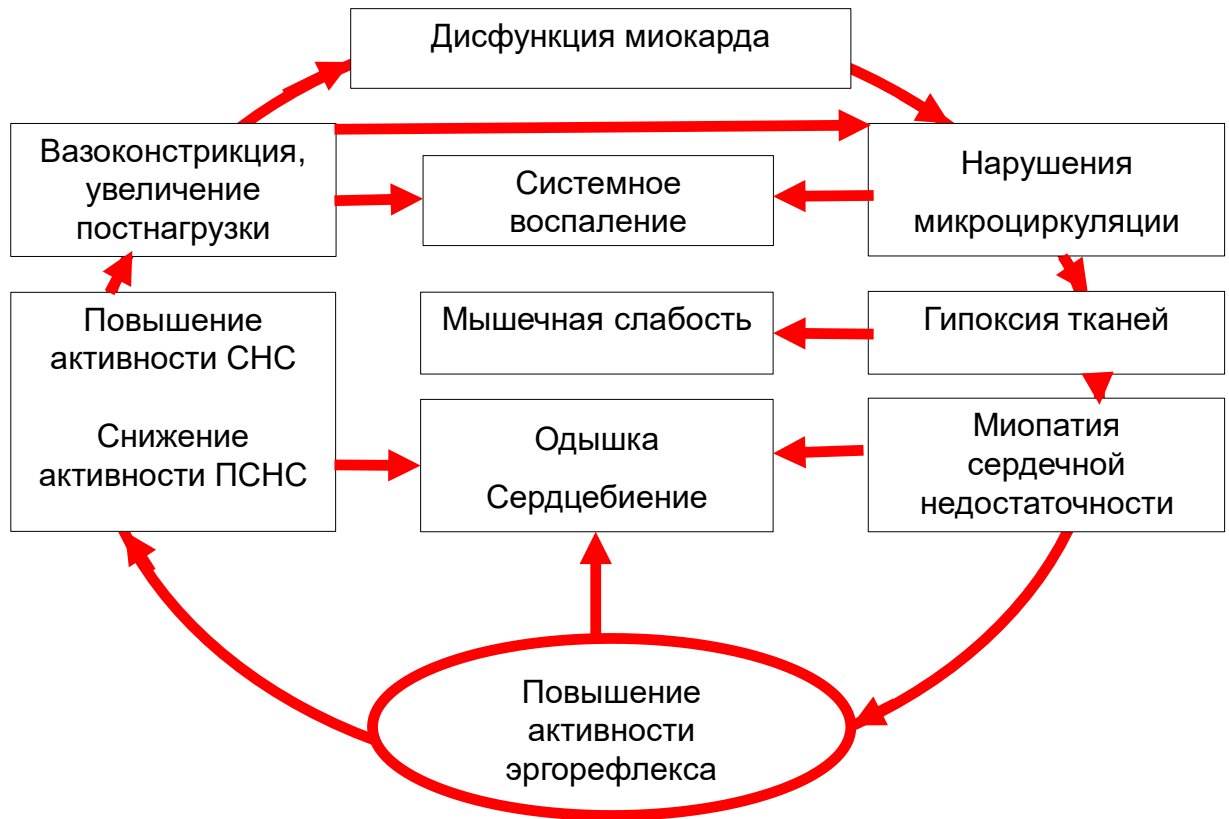 Дисфункция миокарда
Вазоконстрикция,
увеличение
постнагрузки
Системное
воспаление
Нарушения
микроциркуляции
Повышение
активности СНС
Снижение
активности ПСНС
Мышечная слабость
Гипоксия тканей
Одышка
Сердцебиение
Миопатия
сердечной
недостаточности
Повышение
активности
эргорефлекса